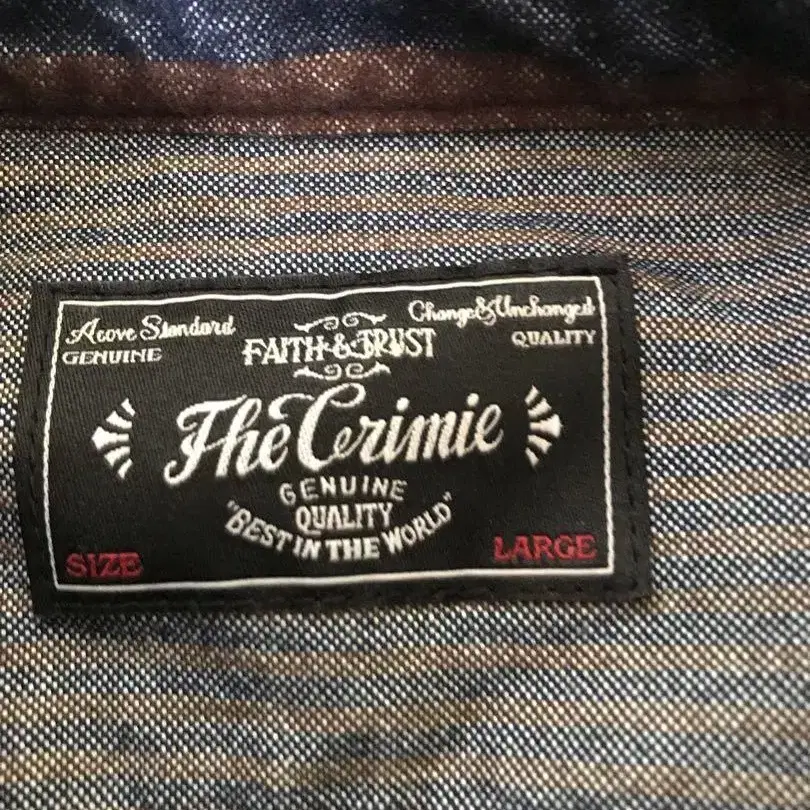 Acove Standard
GENUINE
Change&Unchanged
QUALITY
FAITH & TRUST
The Crimie
GENUINE
QUALITY
"BEST IN THE WORLD"
SIZE
LARGE